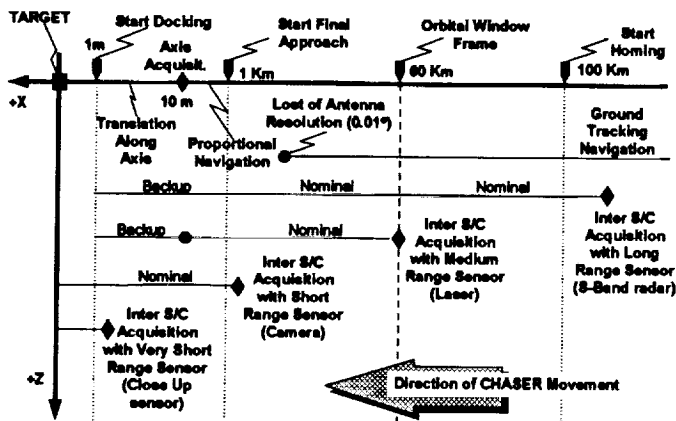 TARGET
Start Docking
1m
Axis
Acquisit.
Start Final
Approach
Orbital Window
Frame
Start
Homing
1 Km
60 Km
100 Km
+X
10 m
Lost of Antenna
Resolution (0.01º)
Translation
Along
Axis
Proportional
Navigation
Ground
Tracking
Navigation
Backup
Nominal
Nominal
Backup
Nominal
Inter S/C
Acquisition
with Medium
Range Sensor
(Laser)
Inter S/C
Acquisition
with Long
Range Sensor
(S-Band radar)
Nominal
Inter S/C
Acquisition
with Short
Range Sensor
(Camera)
Inter S/C
Acquisition
with Very Short
Range Sensor
(Close Up
sensor)
+Z
Direction of CHASER Movement